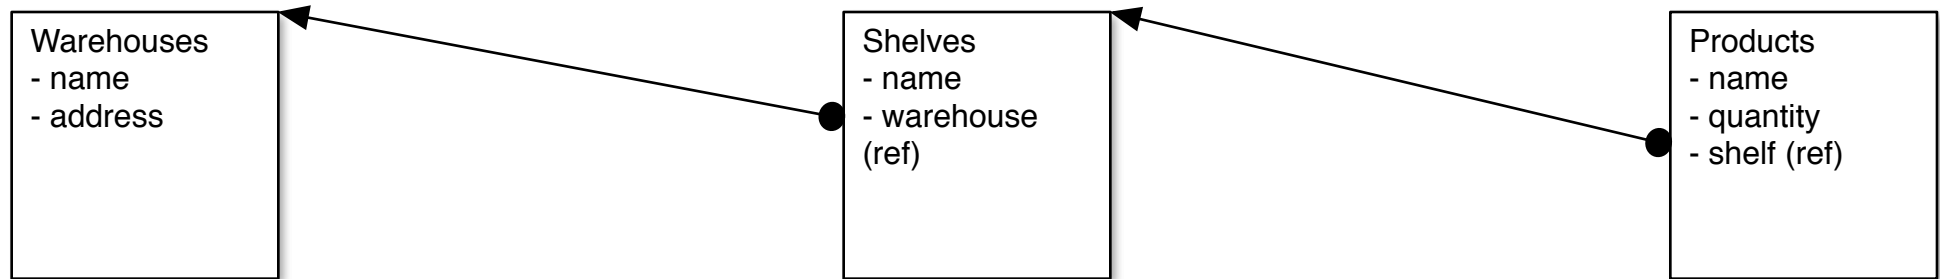 Warehouses
- name
- address
Shelves
- name
- warehouse
(ref)
Products
- name
- quantity
- shelf (ref)